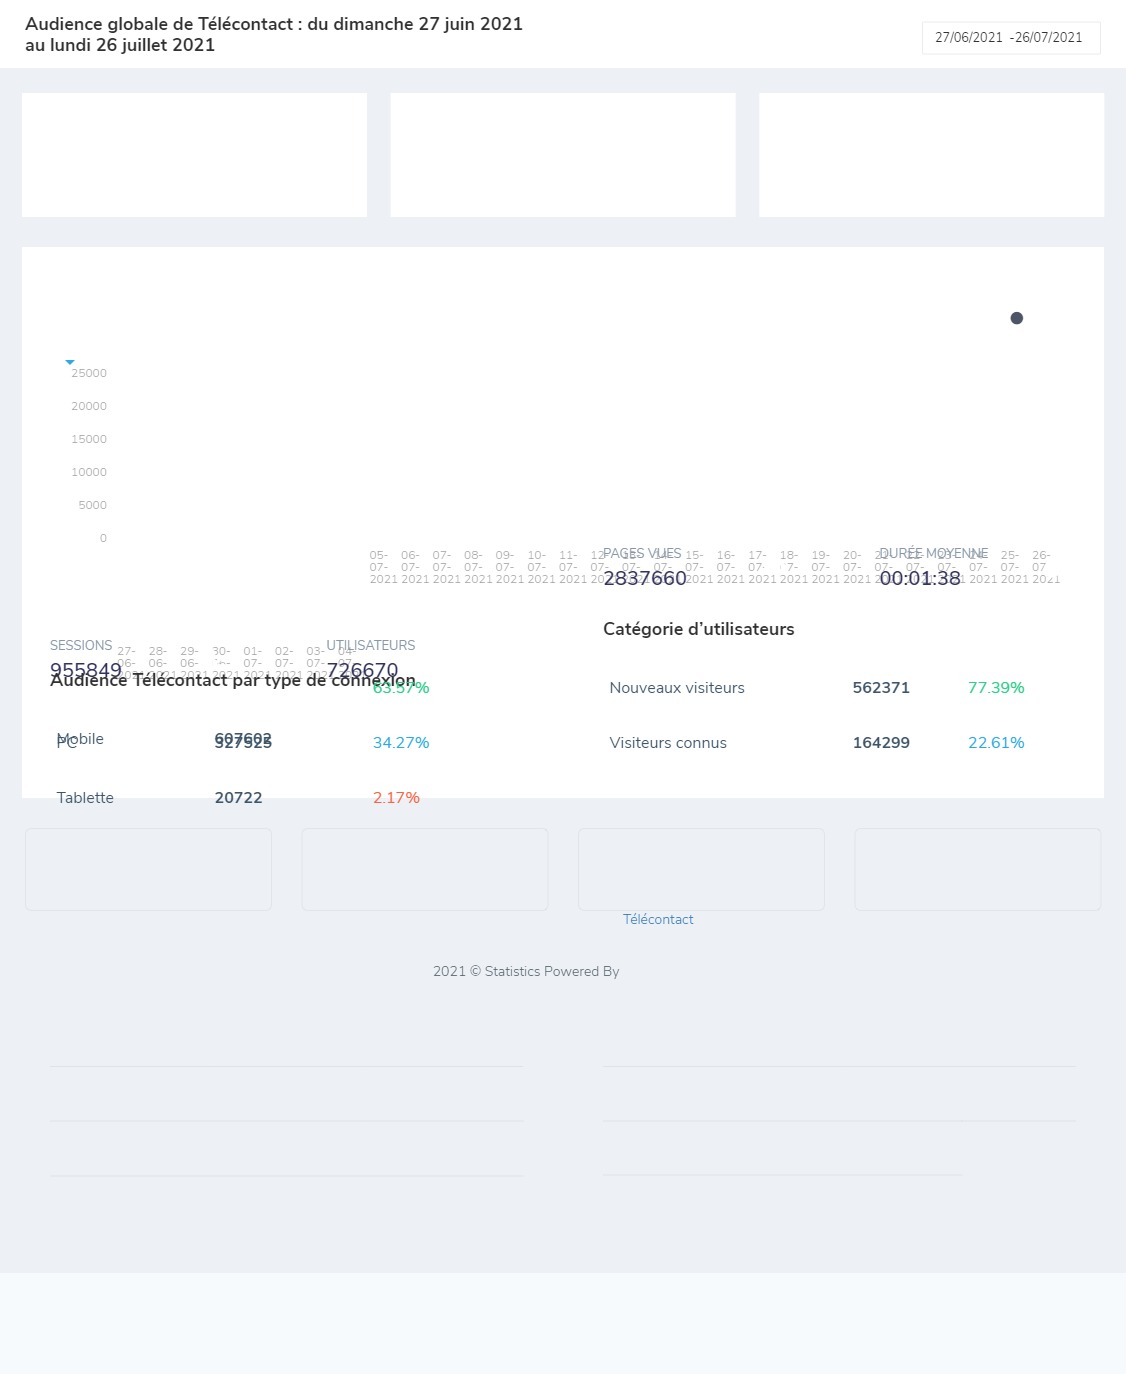 Audience globale de Télécontact : du dimanche 27 juin 2021
au lundi 26 juillet 2021
27/06/2021 -26/07/2021
25000
20000
15000
10000
5000
0
PAGES VUES
2837660
DURÉE MOYENNE
00:01:38
05- 06- 07- 08- 09- 10- 11- 12- 13- 14- 15- 16- 17- 18- 19- 20- 21- 22- 23- 24- 25- 26-
07- 07- 07- 07- 07- 07- 07- 07- 07- 07- 07- 07- 07- 07- 07- 07- 07- 07- 07- 07- 07- 07
2021 2021 2021 2021 2021 2021 2021 2021 2021 2021 2021 2021 2021 2021 2021 2021 2021 2021 2021 2021 2021 2021
Catégorie d’utilisateurs
SESSIONS
955849
UTILISATEURS
726670
27- 28- 29- 30- 01- 02- 03- 04-
06- 06- 06- 06- 07- 07- 07- 07-
2021 2021 2021 2021 2021 2021 2021
Audience Télécontact par type de connexion
63.57%
Nouveaux visiteurs 562371 77.39%
Mobile 607602
PC 327525 34.27%
Visiteurs connus 164299 22.61%
Tablette 20722 2.17%
Télécontact
2021 © Statistics Powered By